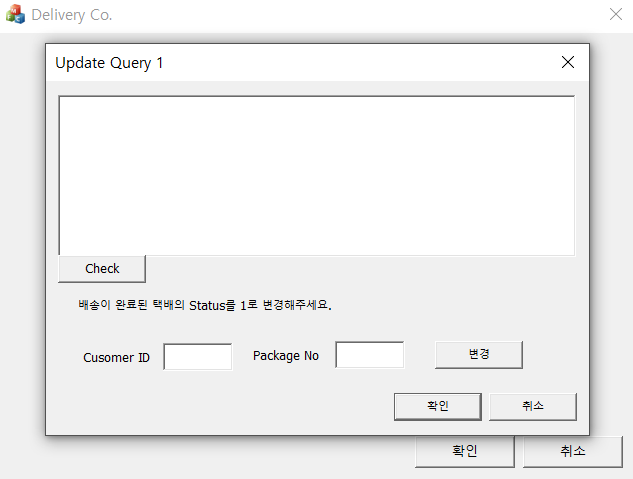 Delivery Co.
Update Query 1
Check
배송이 완료된 택배의 Status를 1로 변경해주세요.
Cusomer ID
Package No
변경
확인
취소
확인
취소